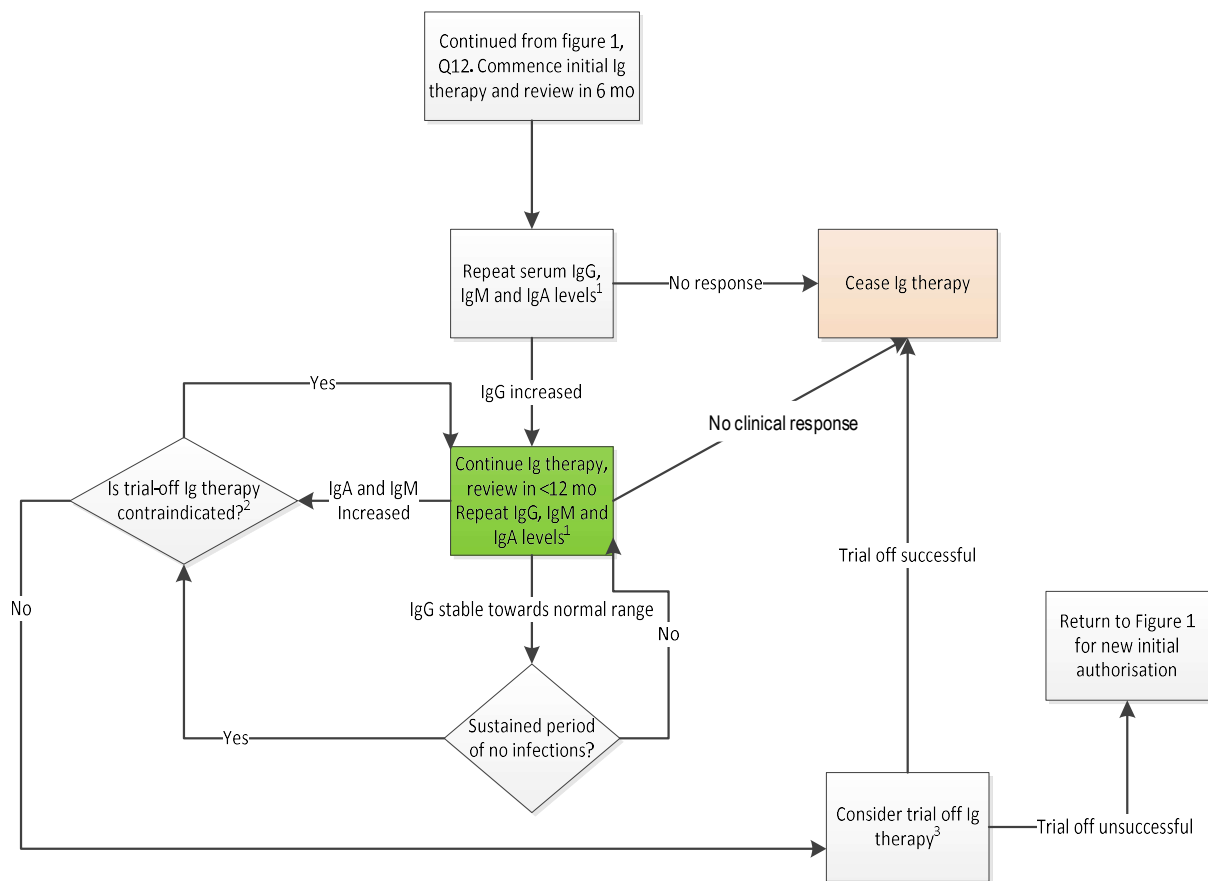 Continued from figure 1,
Q12. Commence initial Ig
therapy and review in 6 mo
Repeat serum IgG,
IgM and IgA levels1
No response
Cease Ig therapy
Yes
IgG increased
No clinical response
Is trial-off Ig therapy
contraindicated?2
IgA and IgM
Increased
Continue Ig therapy,
review in <12 mo
Repeat IgG, IgM and
IgA levels1
Trial off successful
No
IgG stable towards normal range
No
Return to Figure 1
for new initial
authorisation
Yes
Sustained period
of no infections?
Consider trial off Ig
therapy3
Trial off unsuccessful